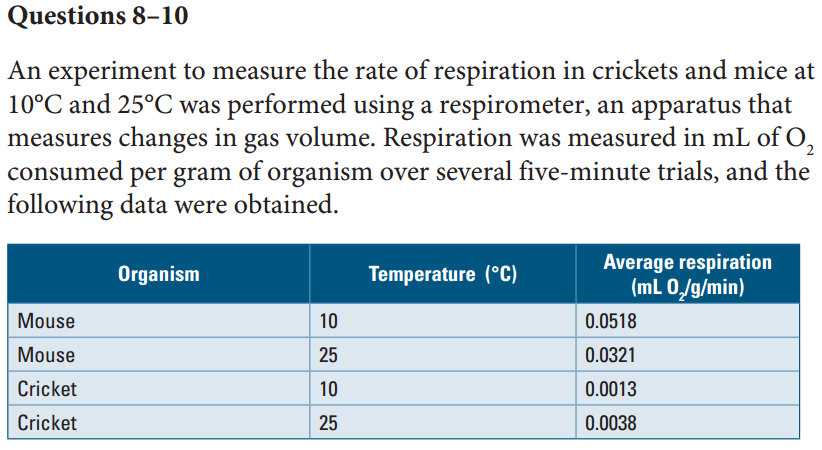 Questions 8–10
An experiment to measure the rate of respiration in crickets and mice at
10°C and 25°C was performed using a respirometer, an apparatus that
measures changes in gas volume. Respiration was measured in mL of O₂
consumed per gram of organism over several five-minute trials, and the
following data were obtained.
Organism Temperature (°C) Average respiration (mL O₂/g/min)
Mouse 10 0.0518
Mouse 25 0.0321
Cricket 10 0.0013
Cricket 25 0.0038